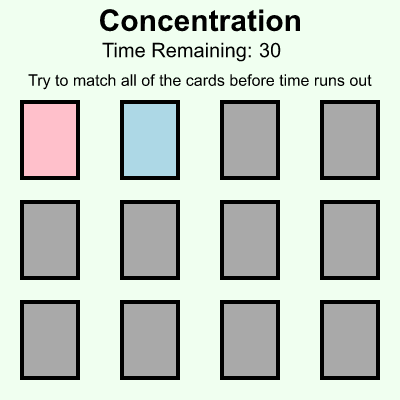 Concentration
Time Remaining: 30
Try to match all of the cards before time runs out